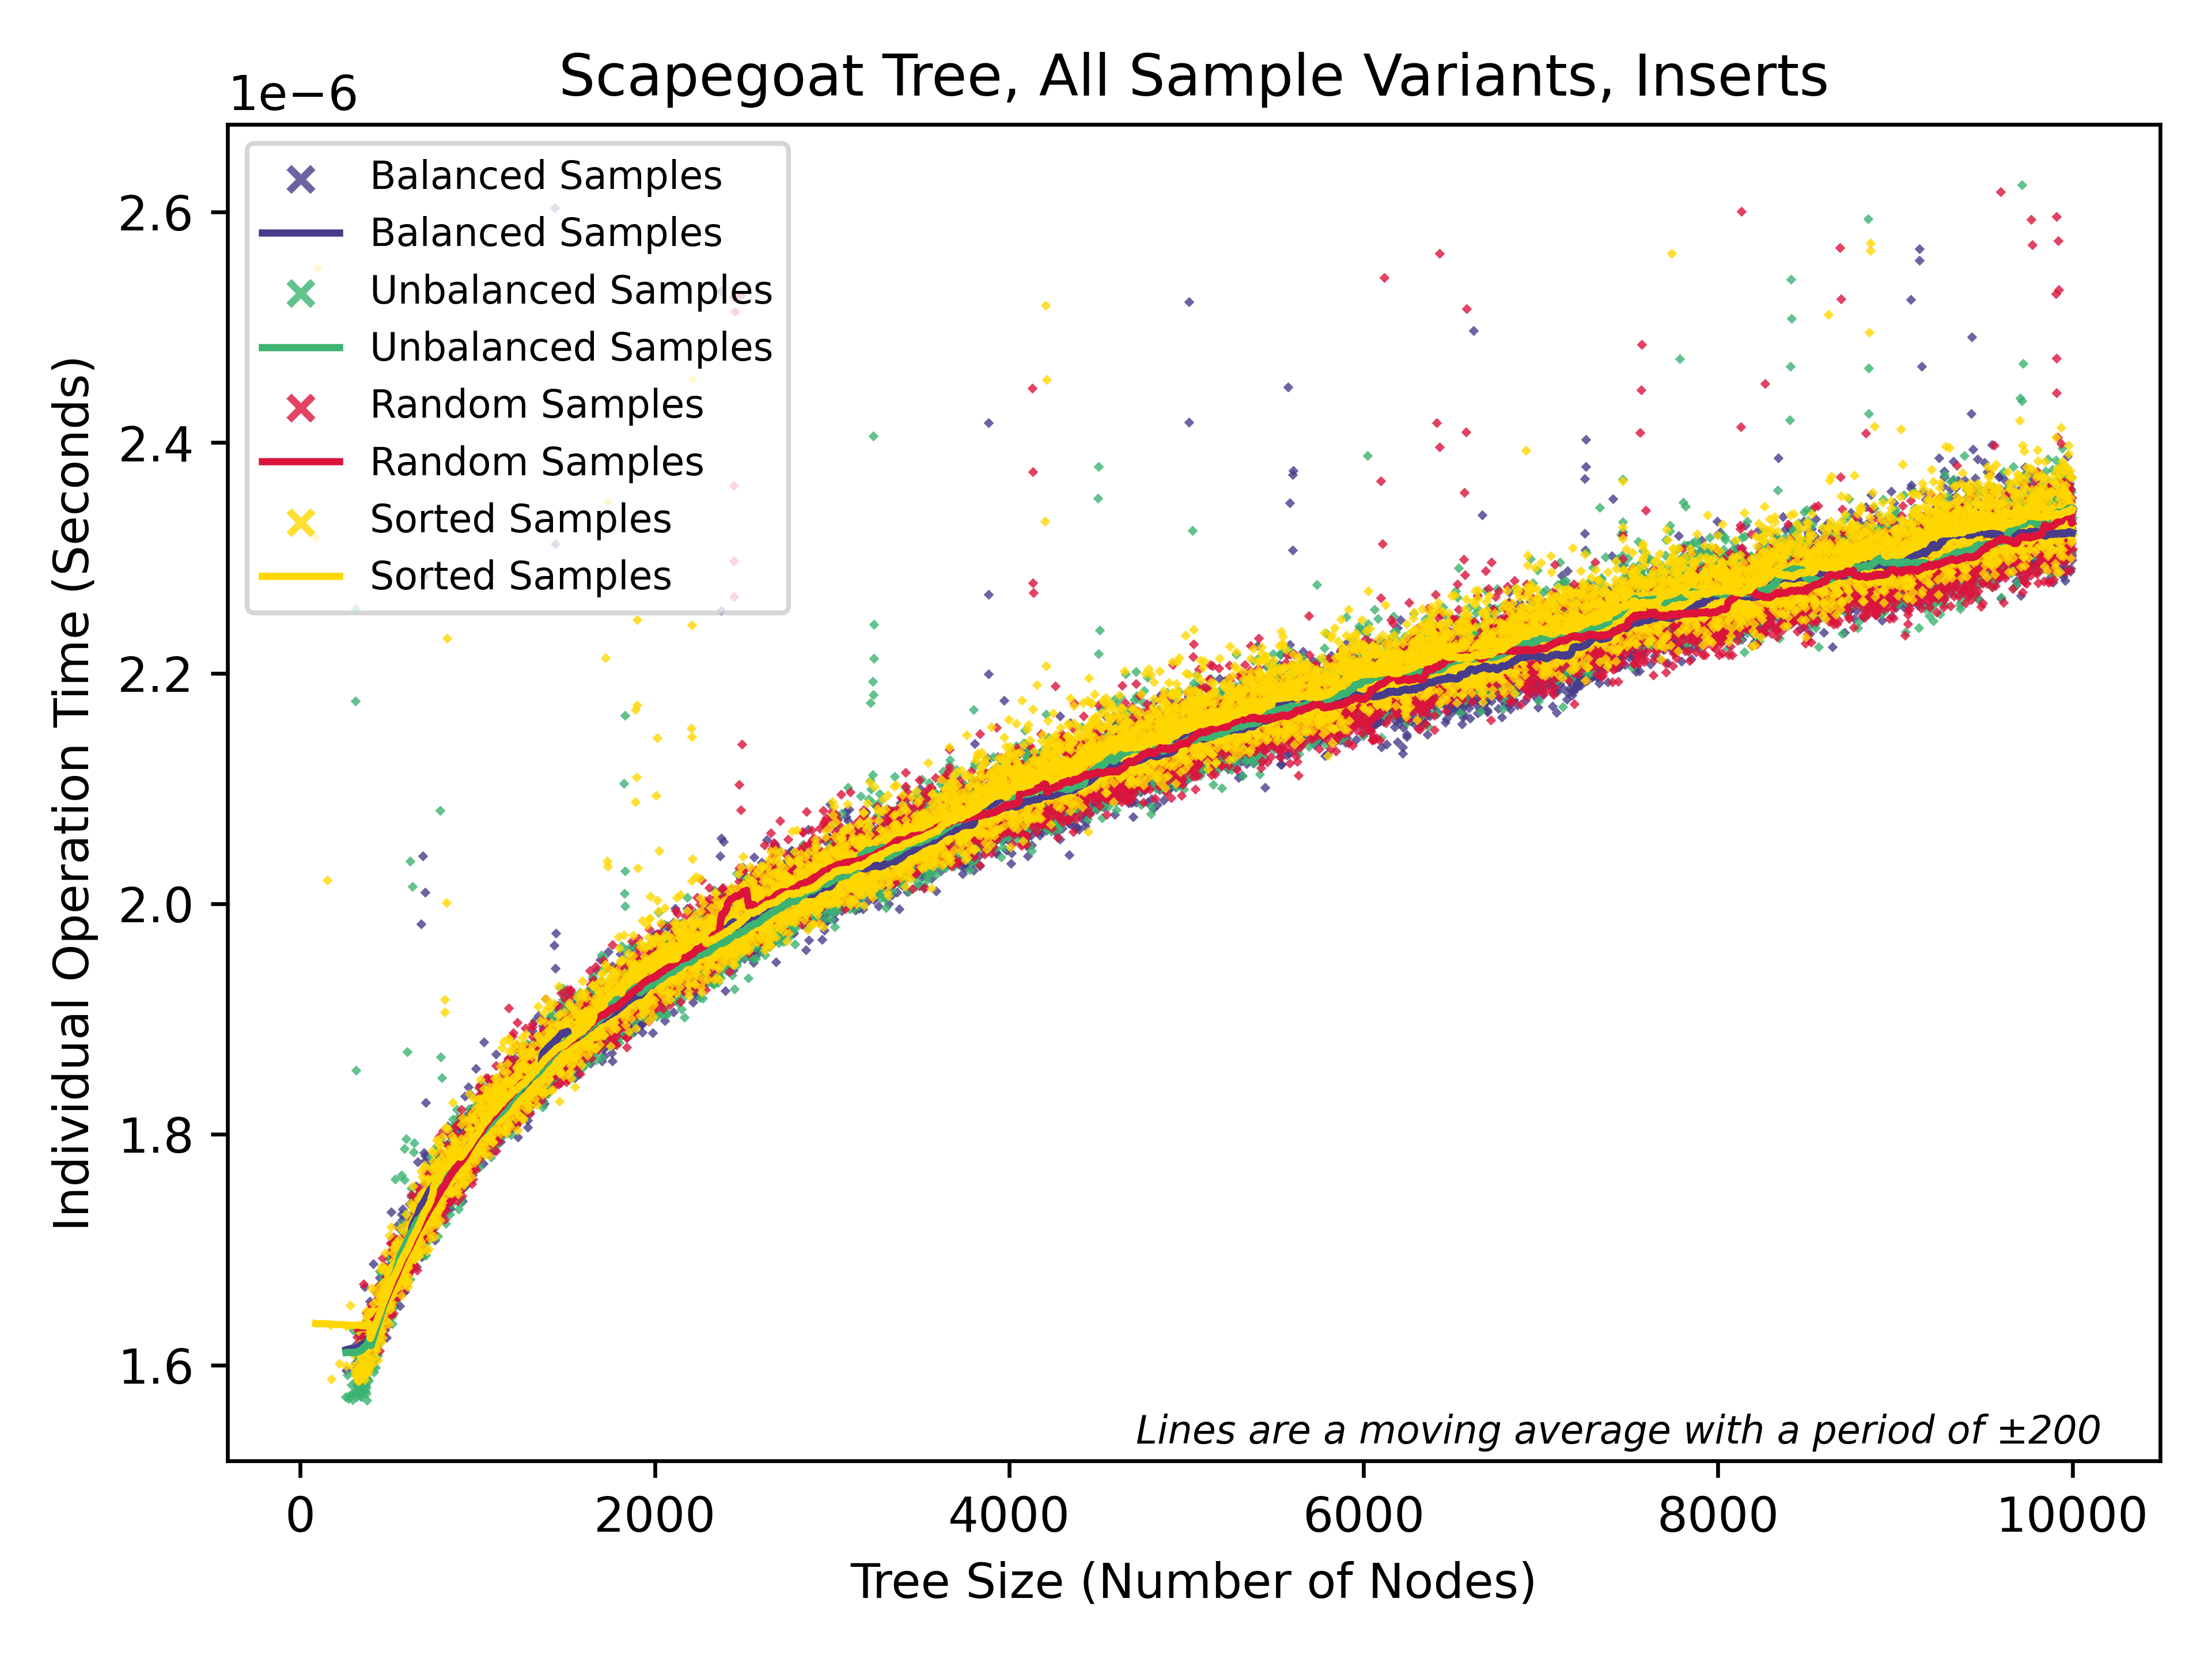 Scapegoat Tree, All Sample Variants, Inserts
1e−6
Balanced Samples
Balanced Samples
Unbalanced Samples
Unbalanced Samples
Random Samples
Random Samples
Sorted Samples
Sorted Samples
2.6
2.4
2.2
2.0
1.8
1.6
Individual Operation Time (Seconds)
Lines are a moving average with a period of ±200
0 2000 4000 6000 8000 10000
Tree Size (Number of Nodes)